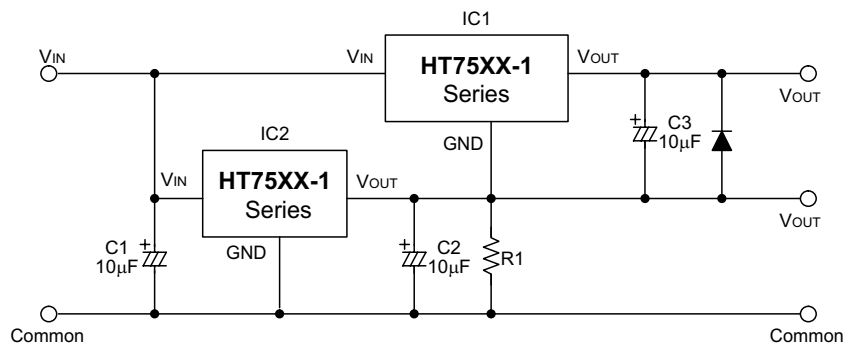 IC1
VIN
VIN
HT75XX-1
Series
VOUT
VOUT
GND
C3
10μF
IC2
VIN
HT75XX-1
Series
VOUT
VOUT
GND
C1
10μF
C2
10μF
R1
Common
Common
+
+
+